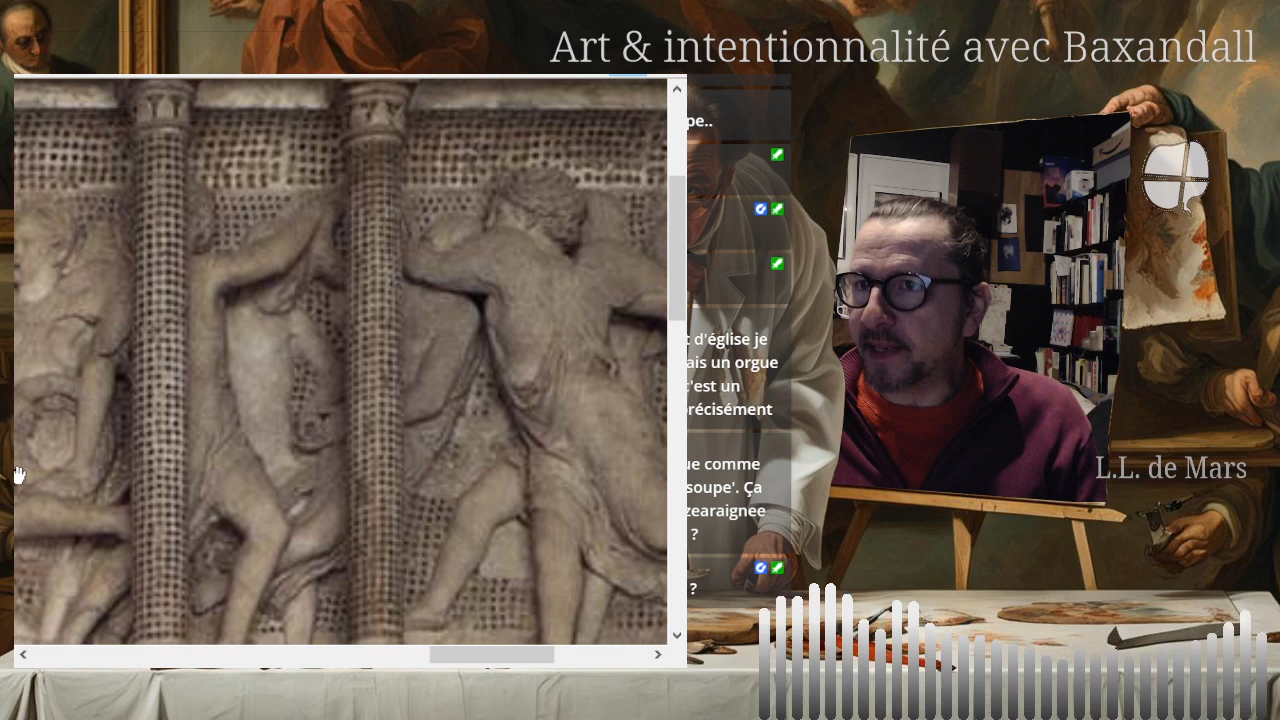 Art & intentionnalité avec Baxandall
pe..
t d'église je
ais un orgue
c'est un
précisément
ue comme
soupe'. Ça
zearaignee
?
?
L.L. de Mars